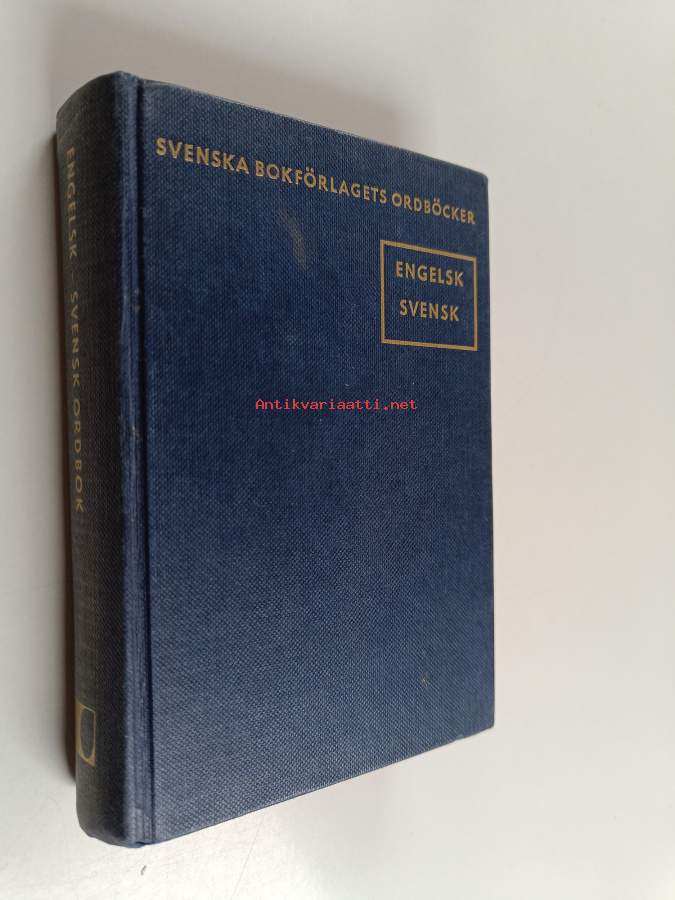 SVENSKA BOKFÖRLAGETS ORDBÖCKER
ENGELSK
SVENSK
ENGELSK - SVENSK ORDBOK
Antikvariaatti.net